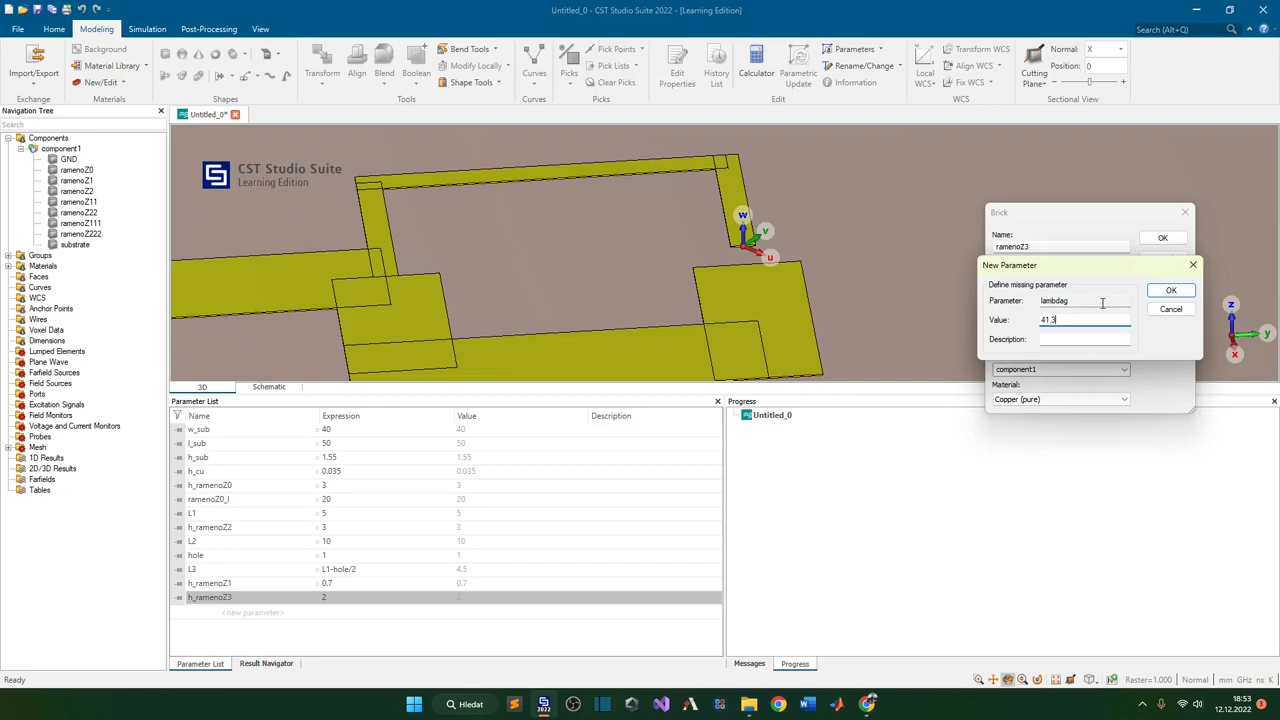 Untitled_0 - CST Studio Suite 2022 - [Learning Edition]
File Home Modeling Simulation Post-Processing View
Search (Alt+Q)
Import/Export
Exchange
Background
Material Library
New/Edit
Materials
Shapes
Transform Align Blend Boolean
Bend Tools
Modify Locally
Shape Tools
Tools
Curves
Curves
Picks
Pick Points
Pick Lists
Clear Picks
Picks
Edit Properties
History List
Calculator
Parametric Update
Parameters
Rename/Change
Information
Edit
Local WCS
Transform WCS
Align WCS
Fix WCS
WCS
Cutting Plane
Normal: X
Position: 0
Sectional View
Navigation Tree
Search
Components
component1
GND
ramenoZ0
ramenoZ1
ramenoZ2
ramenoZ11
ramenoZ22
ramenoZ111
ramenoZ222
substrate
Groups
Materials
Faces
Curves
WCS
Anchor Points
Wires
Voxel Data
Dimensions
Lumped Elements
Plane Wave
Farfield Sources
Field Sources
Ports
Excitation Signals
Field Monitors
Voltage and Current Monitors
Probes
Mesh
1D Results
2D/3D Results
Farfields
Tables
Untitled_0*
CST Studio Suite
Learning Edition
w
v
u
z
y
x
Brick
Name:
ramenoZ3
OK
New Parameter
Define missing parameter
Parameter: lambdag
Value: 41.3
Description:
OK
Cancel
component1
Material:
Copper (pure)
3D Schematic
Parameter List
Name Expression Value Description
w_sub = 40 40
l_sub = 50 50
h_sub = 1.55 1.55
h_cu = 0.035 0.035
h_ramenoZ0 = 3 3
ramenoZ0_l = 20 20
L1 = 5 5
h_ramenoZ2 = 3 3
L2 = 10 10
hole = 1 1
L3 = L1-hole/2 4.5
h_ramenoZ1 = 0.7 0.7
h_ramenoZ3 2 2
<new parameter>
Parameter List Result Navigator
Progress
Untitled_0
Messages Progress
Ready
Raster=1.000 Normal mm GHz ns K
Hledat
18:53
12.12.2022